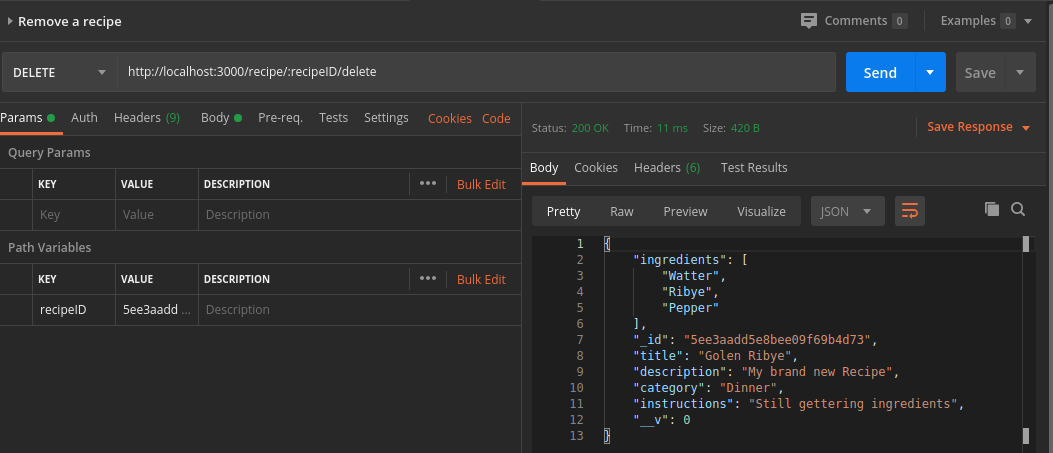 Remove a recipe Comments 0 Examples 0
DELETE http://localhost:3000/recipe/:recipeID/delete Send Save
Params Auth Headers (9) Body Pre-req. Tests Settings Cookies Code
Query Params
KEY VALUE DESCRIPTION ••• Bulk Edit
Key Value Description
Path Variables
KEY VALUE DESCRIPTION ••• Bulk Edit
recipeID 5ee3aadd ... Description
Status: 200 OK Time: 11 ms Size: 420 B Save Response
Body Cookies Headers (6) Test Results
Pretty Raw Preview Visualize JSON
1 {
2 "ingredients": [
3 "Watter",
4 "Ribye",
5 "Pepper"
6 ],
7 "_id": "5ee3aadd5e8bee09f69b4d73",
8 "title": "Golen Ribye",
9 "description": "My brand new Recipe",
10 "category": "Dinner",
11 "instructions": "Still gettering ingredients",
12 "__v": 0
13 }